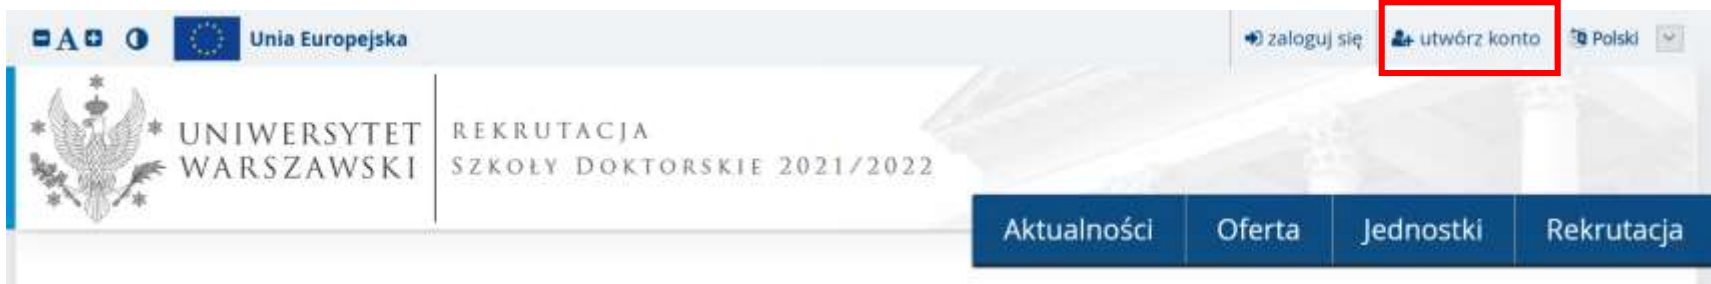 A Unia Europejska zaloguj się utwórz konto Polski
UNIWERSYTET
WARSZAWSKI
REKRUTACJA
SZKOŁY DOKTORSKIE 2021/2022
Aktualności Oferta Jednostki Rekrutacja